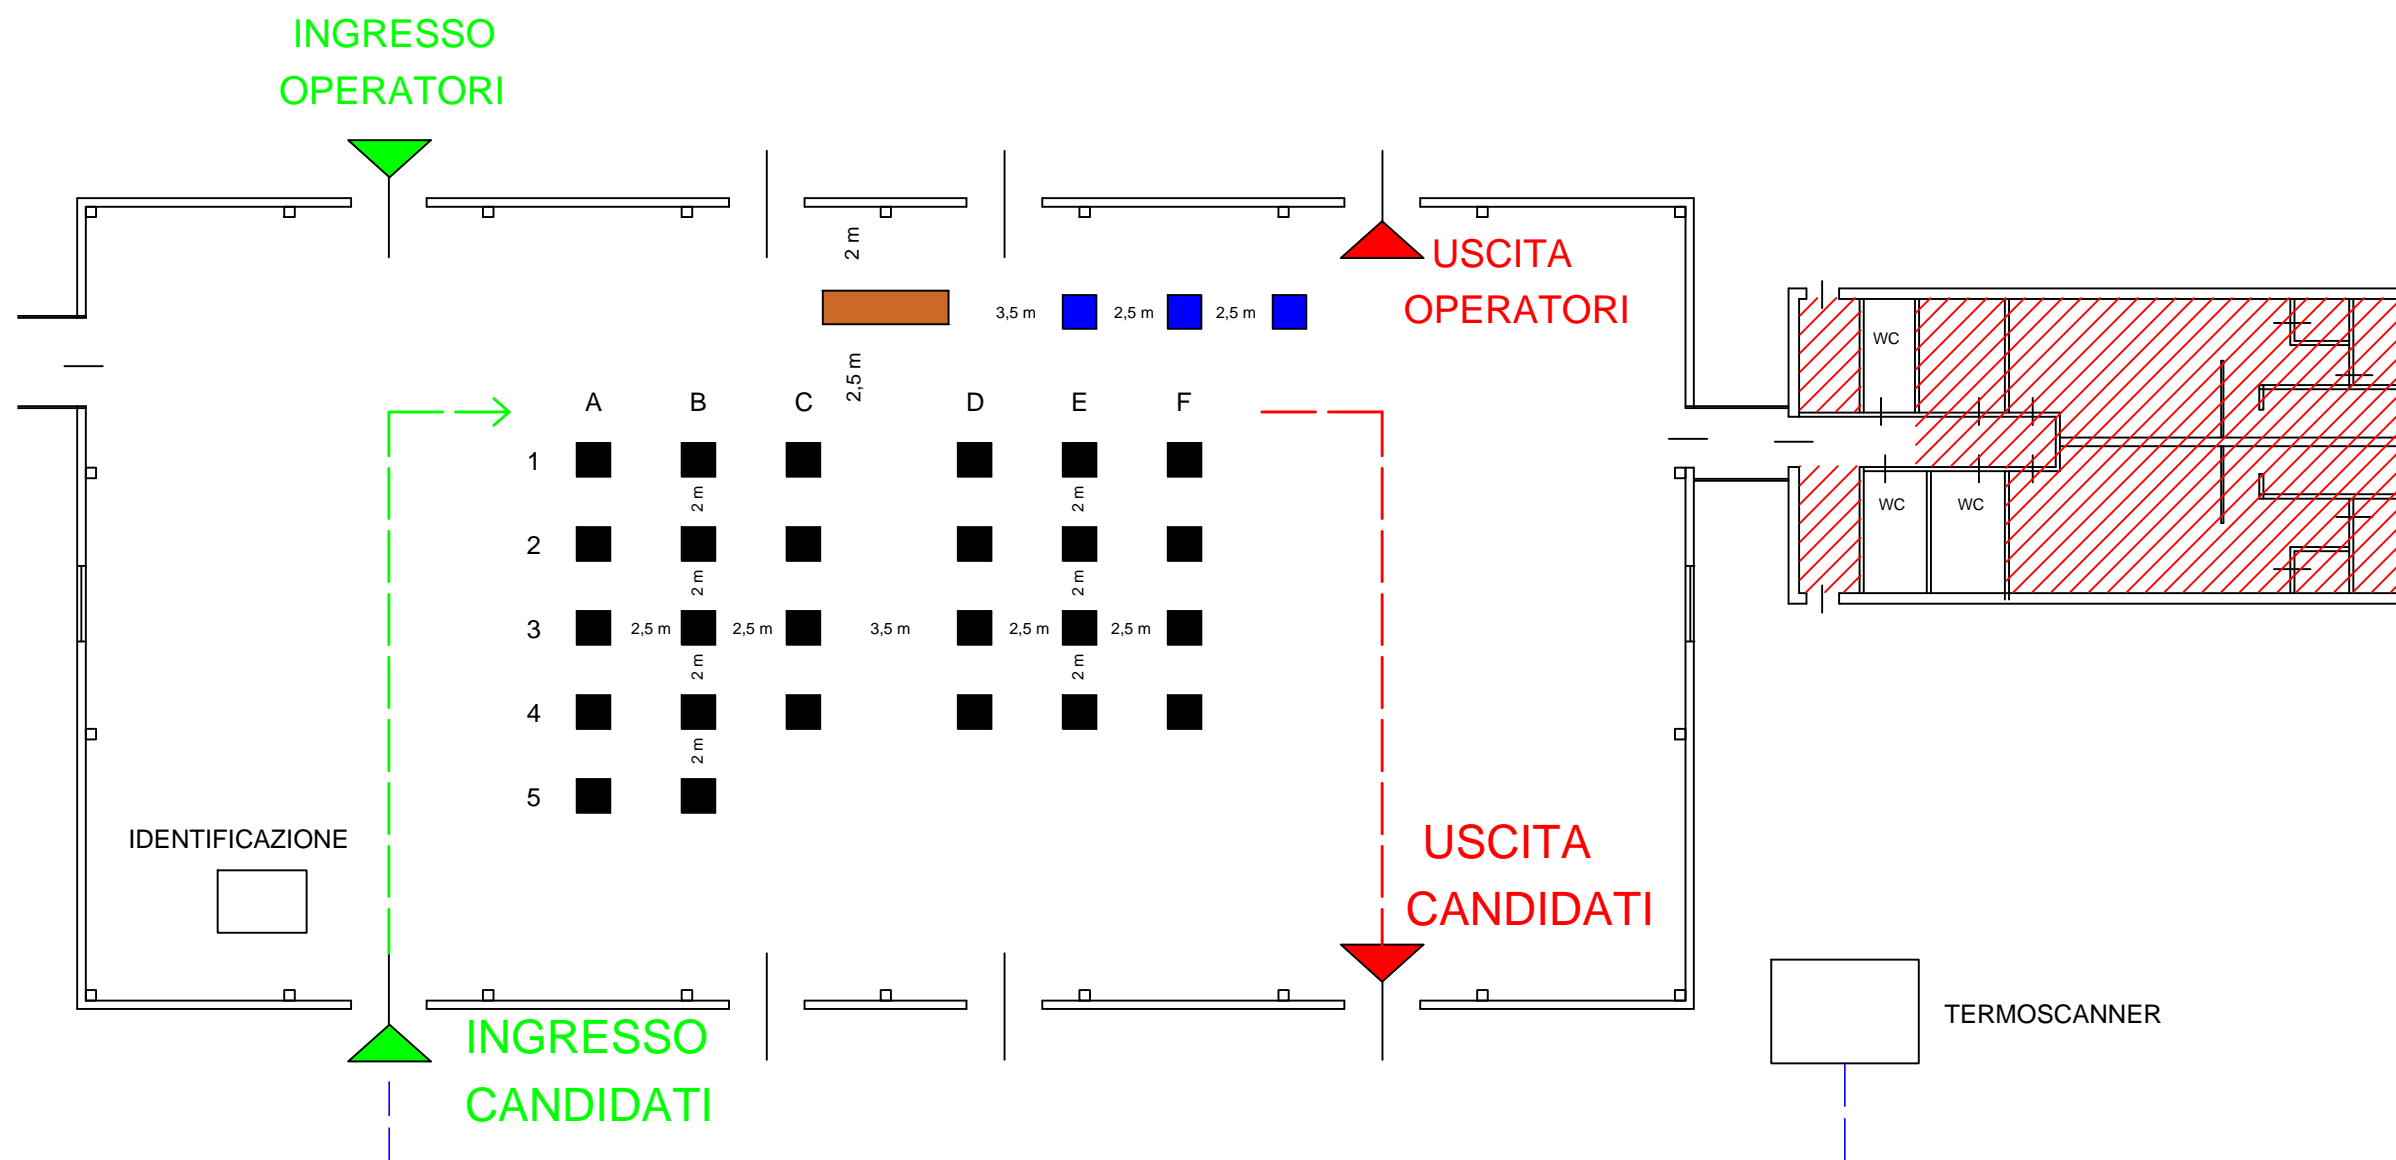 INGRESSO
OPERATORI
2 m
USCITA
OPERATORI
3,5 m 2,5 m 2,5 m
WC
2,5 m
A B C D E F
1
2 m 2 m
WC WC
2
2 m 2 m
3 2,5 m 2,5 m 3,5 m 2,5 m 2,5 m
2 m 2 m
4
2 m
5
IDENTIFICAZIONE
USCITA
CANDIDATI
TERMOSCANNER
INGRESSO
CANDIDATI